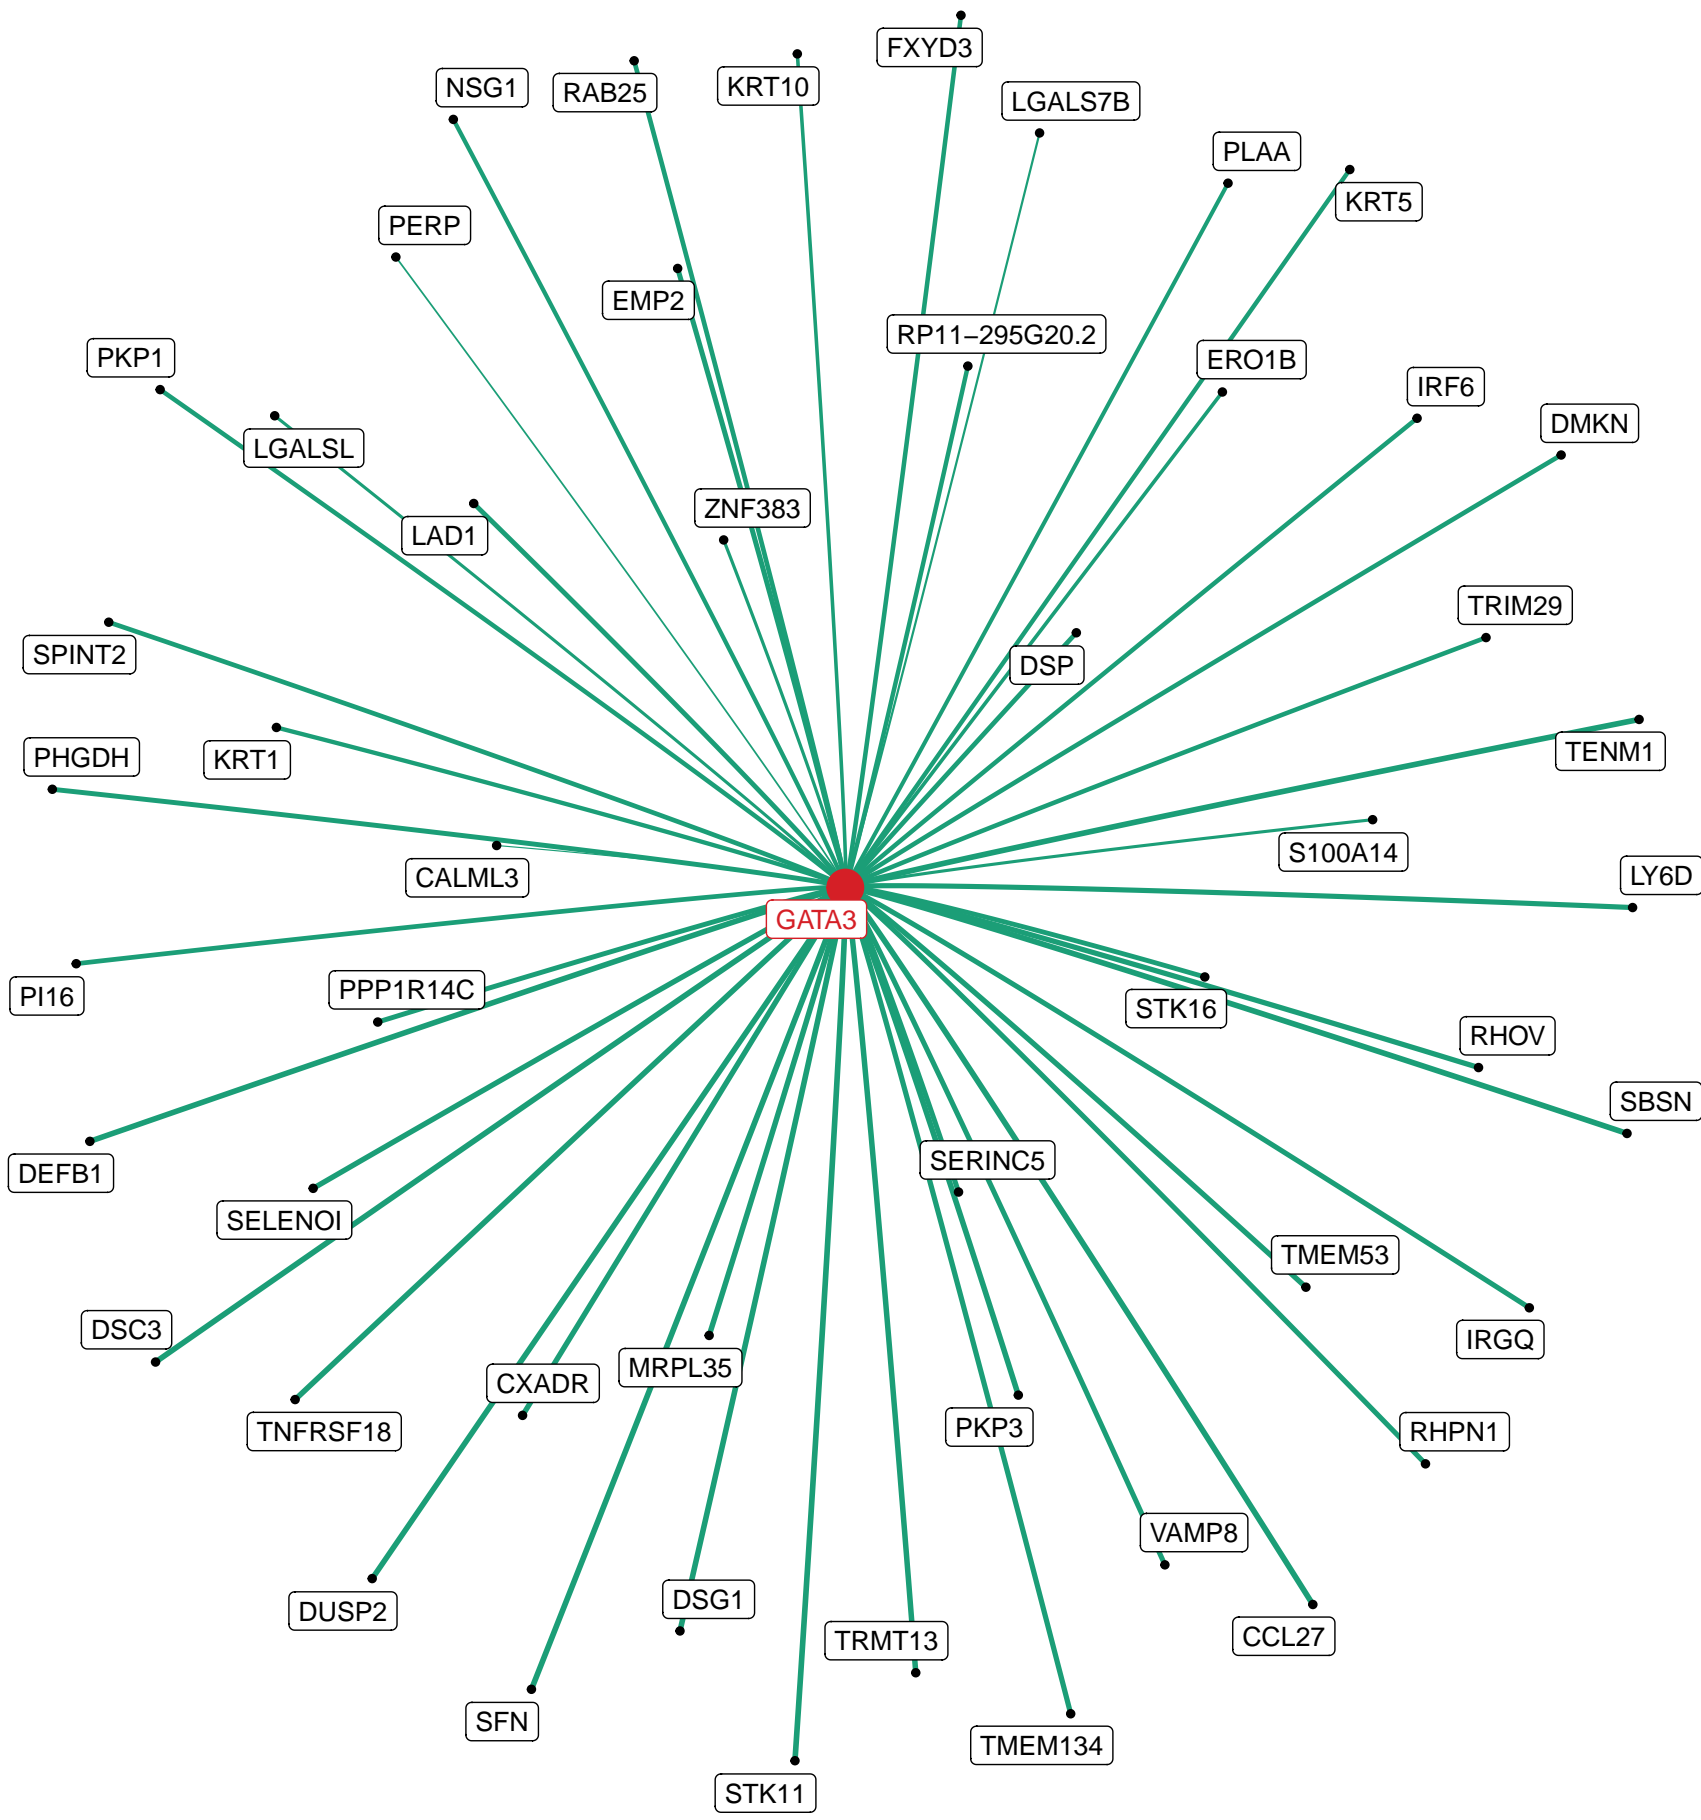 FXYD3
NSG1
RAB25
KRT10
LGALS7B
PLAA
KRT5
PERP
EMP2
RP11−295G20.2
PKP1
ERO1B
IRF6
DMKN
LGALSL
ZNF383
LAD1
TRIM29
SPINT2
DSP
PHGDH
KRT1
TENM1
CALML3
S100A14
LY6D
GATA3
PI16
PPP1R14C
STK16
RHOV
SBSN
DEFB1
SERINC5
SELENOI
TMEM53
DSC3
IRGQ
MRPL35
CXADR
TNFRSF18
PKP3
RHPN1
VAMP8
DSG1
DUSP2
TRMT13
CCL27
SFN
TMEM134
STK11